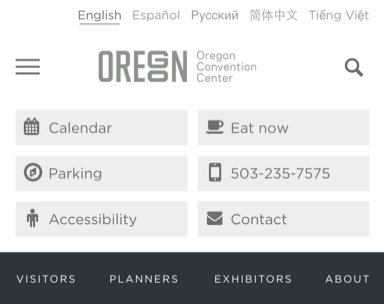 English Español Русский 简体中文 Tiếng Việt
OREGON Oregon
Convention
Center
Calendar Eat now
Parking 503-235-7575
Accessibility Contact
VISITORS PLANNERS EXHIBITORS ABOUT